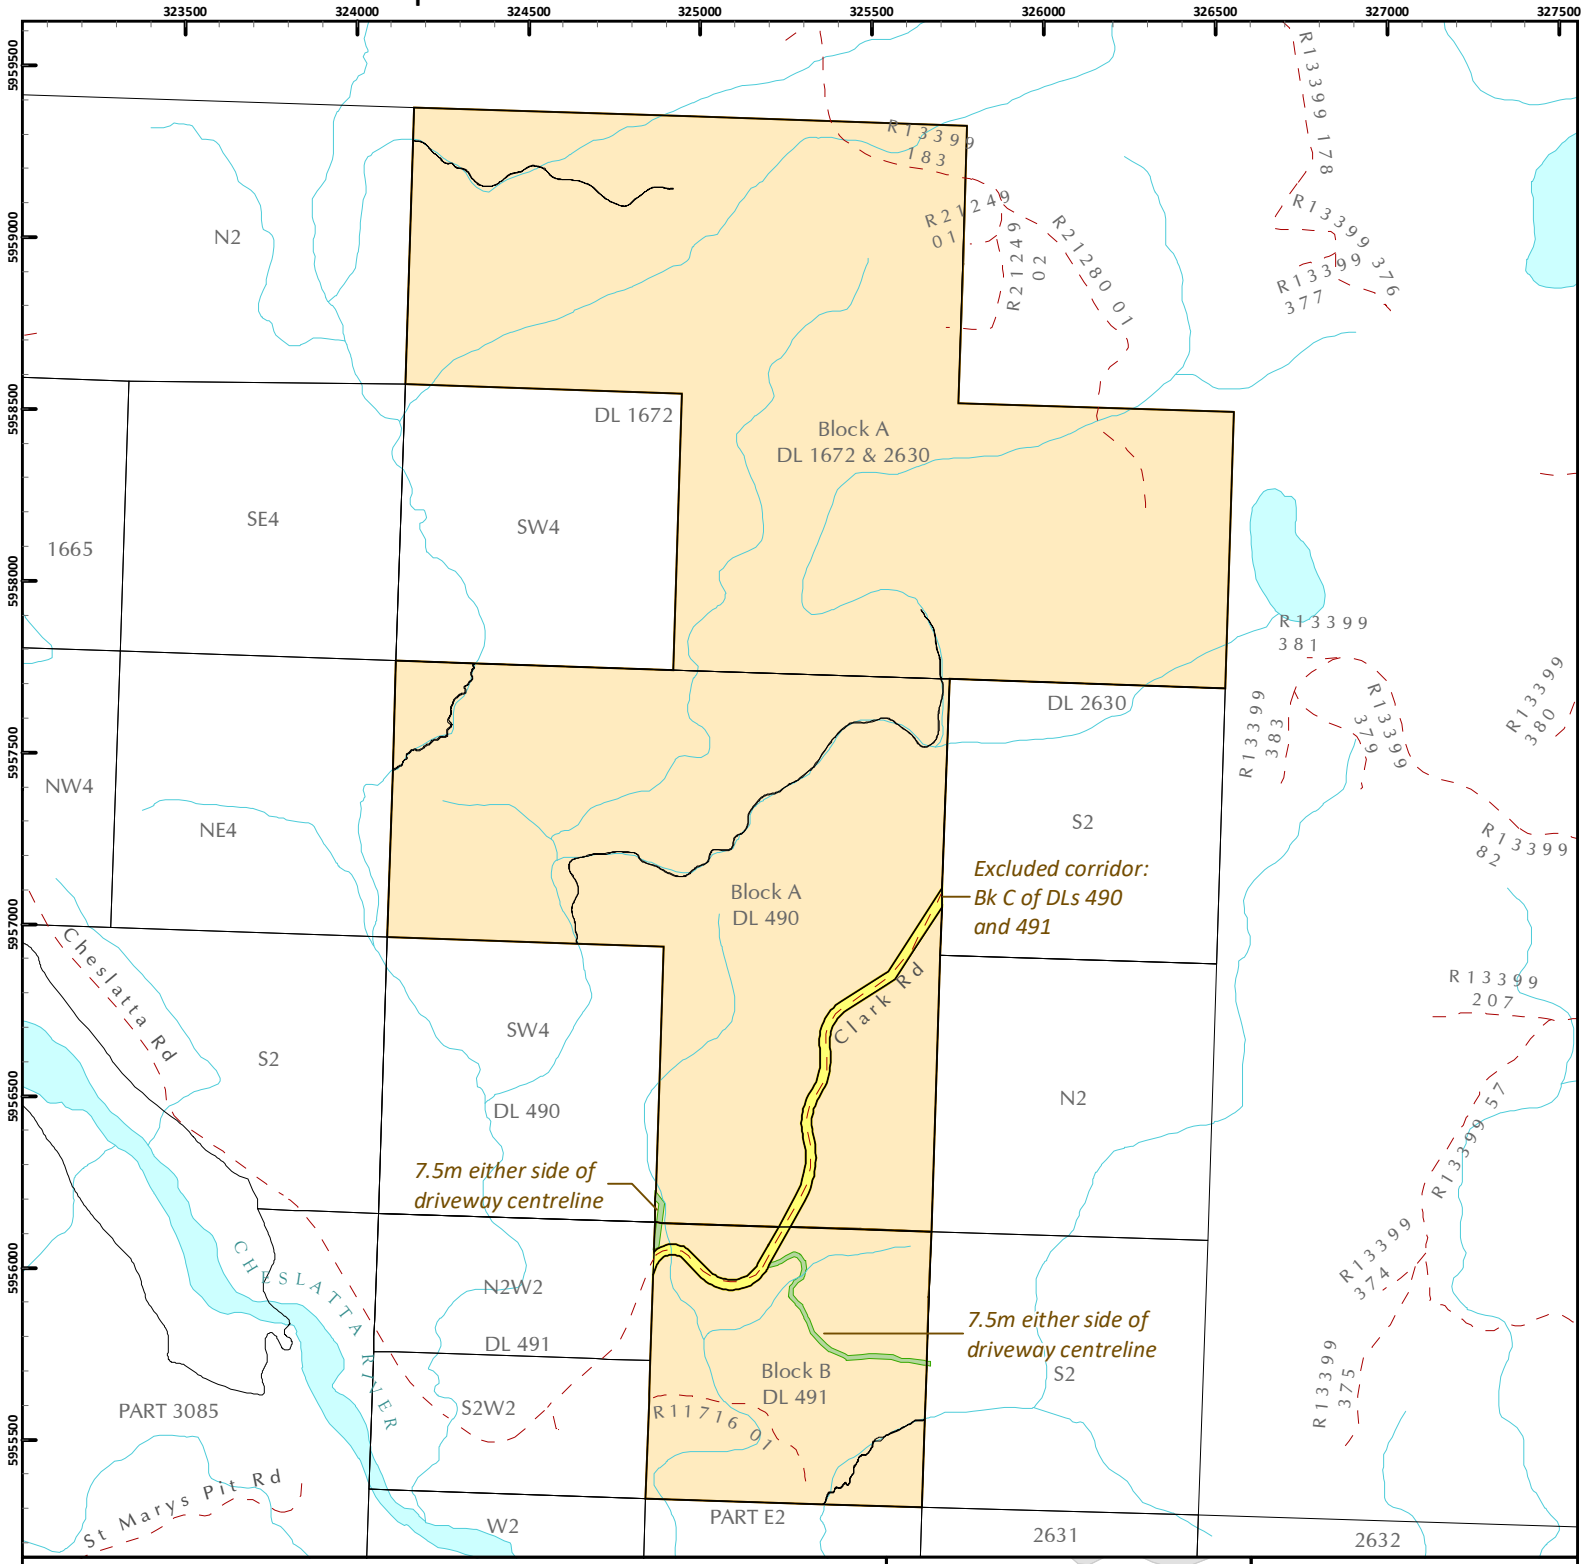 323500
324000
324500
325000
325500
326000
326500
327000
327500
5959500
5959000
5958500
5958000
5957500
5957000
5956500
5956000
5955500
R13399
183
R13399 178
R21249
01
R21249
02
R21280 01
R13399 376
R13399
377
N2
DL 1672
Block A
DL 1672 & 2630
SE4
SW4
1665
R13399
381
R13399
383
R13399
379
R13399
380
DL 2630
NW4
NE4
S2
R13399
82
Excluded corridor:
Bk C of DLs 490
and 491
Block A
DL 490
Cheslatta Rd
Clark Rd
R13399
207
SW4
S2
DL 490
N2
R13399 57
7.5m either side of
driveway centreline
CHESLATTA RIVER
R13399
374
N2W2
DL 491
7.5m either side of
driveway centreline
S2
Block B
DL 491
R13399
375
S2W2
PART 3085
R11716 01
St Marys Pit Rd
W2
PART E2
2631
2632